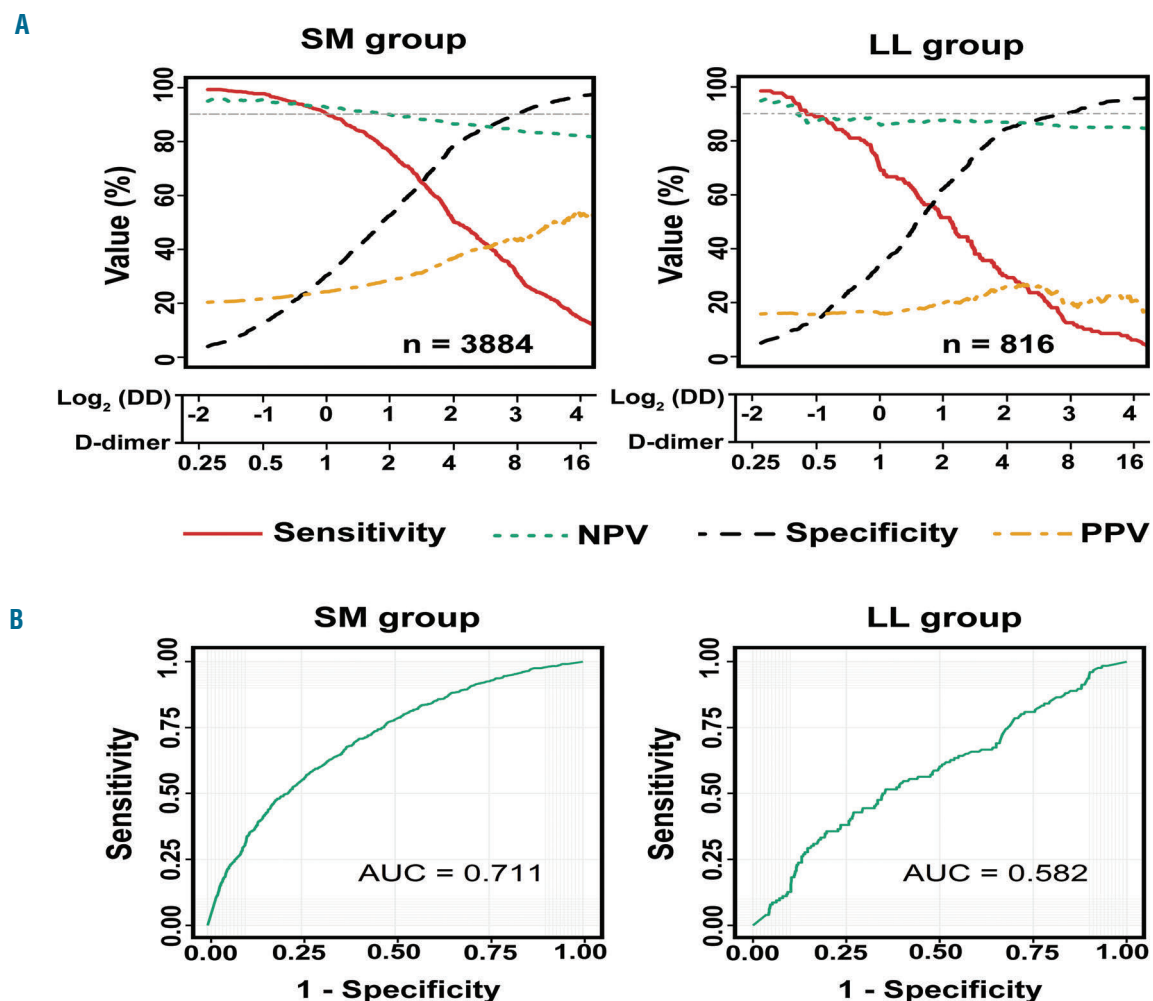 A
SM group
LL group
Value (%)
0 20 40 60 80 100
n = 3884
Value (%)
0 20 40 60 80 100
n = 816
Log2 (DD)
-2 -1 0 1 2 3 4
D-dimer
0.25 0.5 1 2 4 8 16
Log2 (DD)
-2 -1 0 1 2 3 4
D-dimer
0.25 0.5 1 2 4 8 16
Sensitivity NPV Specificity PPV
B
SM group
LL group
Sensitivity
0.00 0.25 0.50 0.75 1.00
AUC = 0.711
0.00 0.25 0.50 0.75 1.00
1 - Specificity
Sensitivity
0.00 0.25 0.50 0.75 1.00
AUC = 0.582
0.00 0.25 0.50 0.75 1.00
1 - Specificity